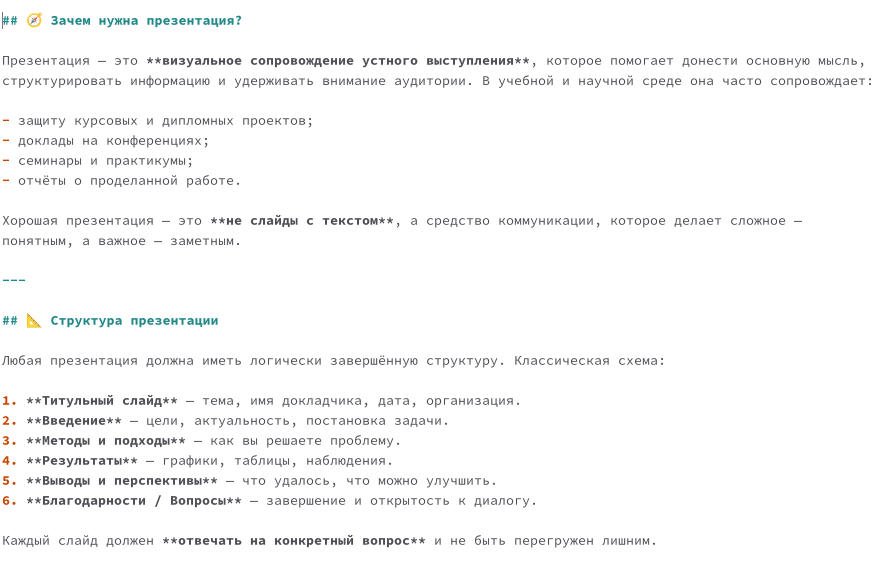 ## 🧭 Зачем нужна презентация?
Презентация — это **визуальное сопровождение устного выступления**, которое помогает донести основную мысль,
структурировать информацию и удерживать внимание аудитории. В учебной и научной среде она часто сопровождает:
- защиту курсовых и дипломных проектов;
- доклады на конференциях;
- семинары и практикумы;
- отчёты о проделанной работе.
Хорошая презентация — это **не слайды с текстом**, а средство коммуникации, которое делает сложное —
понятным, а важное — заметным.
---
## 📐 Структура презентации
Любая презентация должна иметь логически завершённую структуру. Классическая схема:
1. **Титульный слайд** — тема, имя докладчика, дата, организация.
2. **Введение** — цели, актуальность, постановка задачи.
3. **Методы и подходы** — как вы решаете проблему.
4. **Результаты** — графики, таблицы, наблюдения.
5. **Выводы и перспективы** — что удалось, что можно улучшить.
6. **Благодарности / Вопросы** — завершение и открытость к диалогу.
Каждый слайд должен **отвечать на конкретный вопрос** и не быть перегружен лишним.